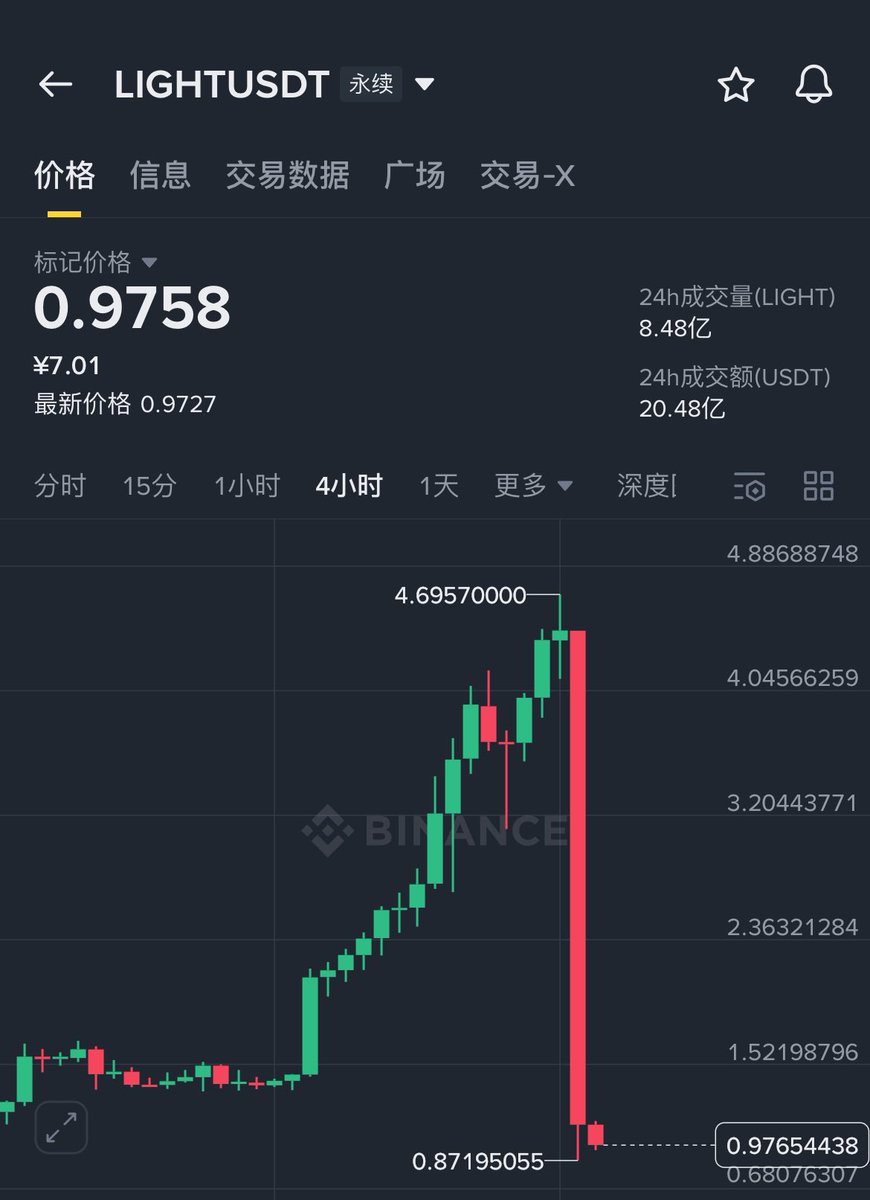 LIGHTUSDT 永续
价格 信息 交易数据 广场 交易-X
标记价格
0.9758
¥7.01
最新价格 0.9727
24h成交量(LIGHT)
8.48亿
24h成交额(USDT)
20.48亿
分时 15分 1小时 4小时 1天 更多 深度
4.88688748
4.69570000
4.04566259
3.20443771
BINANCE
2.36321284
1.52198796
0.97654438
0.87195055
0.68076307